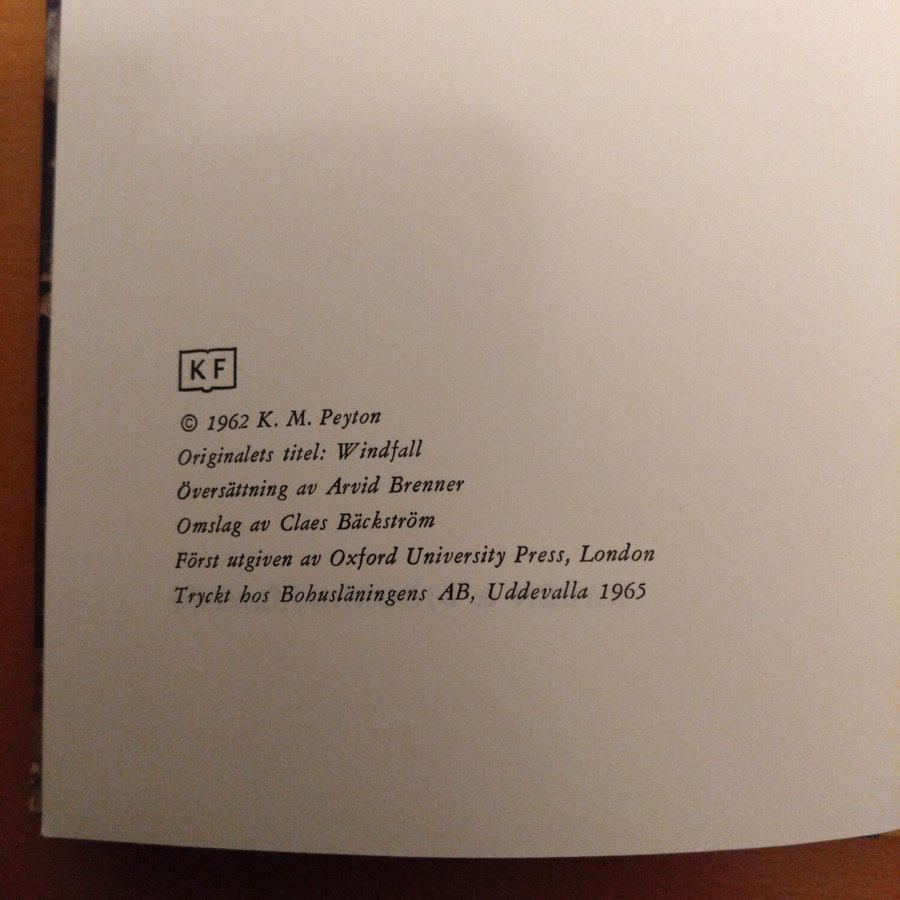 KF
© 1962 K. M. Peyton
Originalets titel: Windfall
Översättning av Arvid Brenner
Omslag av Claes Bäckström
Först utgiven av Oxford University Press, London
Tryckt hos Bohusläningens AB, Uddevalla 1965